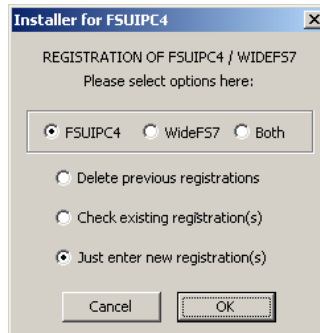 Installer for FSUIPC4
REGISTRATION OF FSUIPC4 / WIDEFS7
Please select options here:
FSUIPC4 WideFS7 Both
Delete previous registrations
Check existing registration(s)
Just enter new registration(s)
Cancel OK